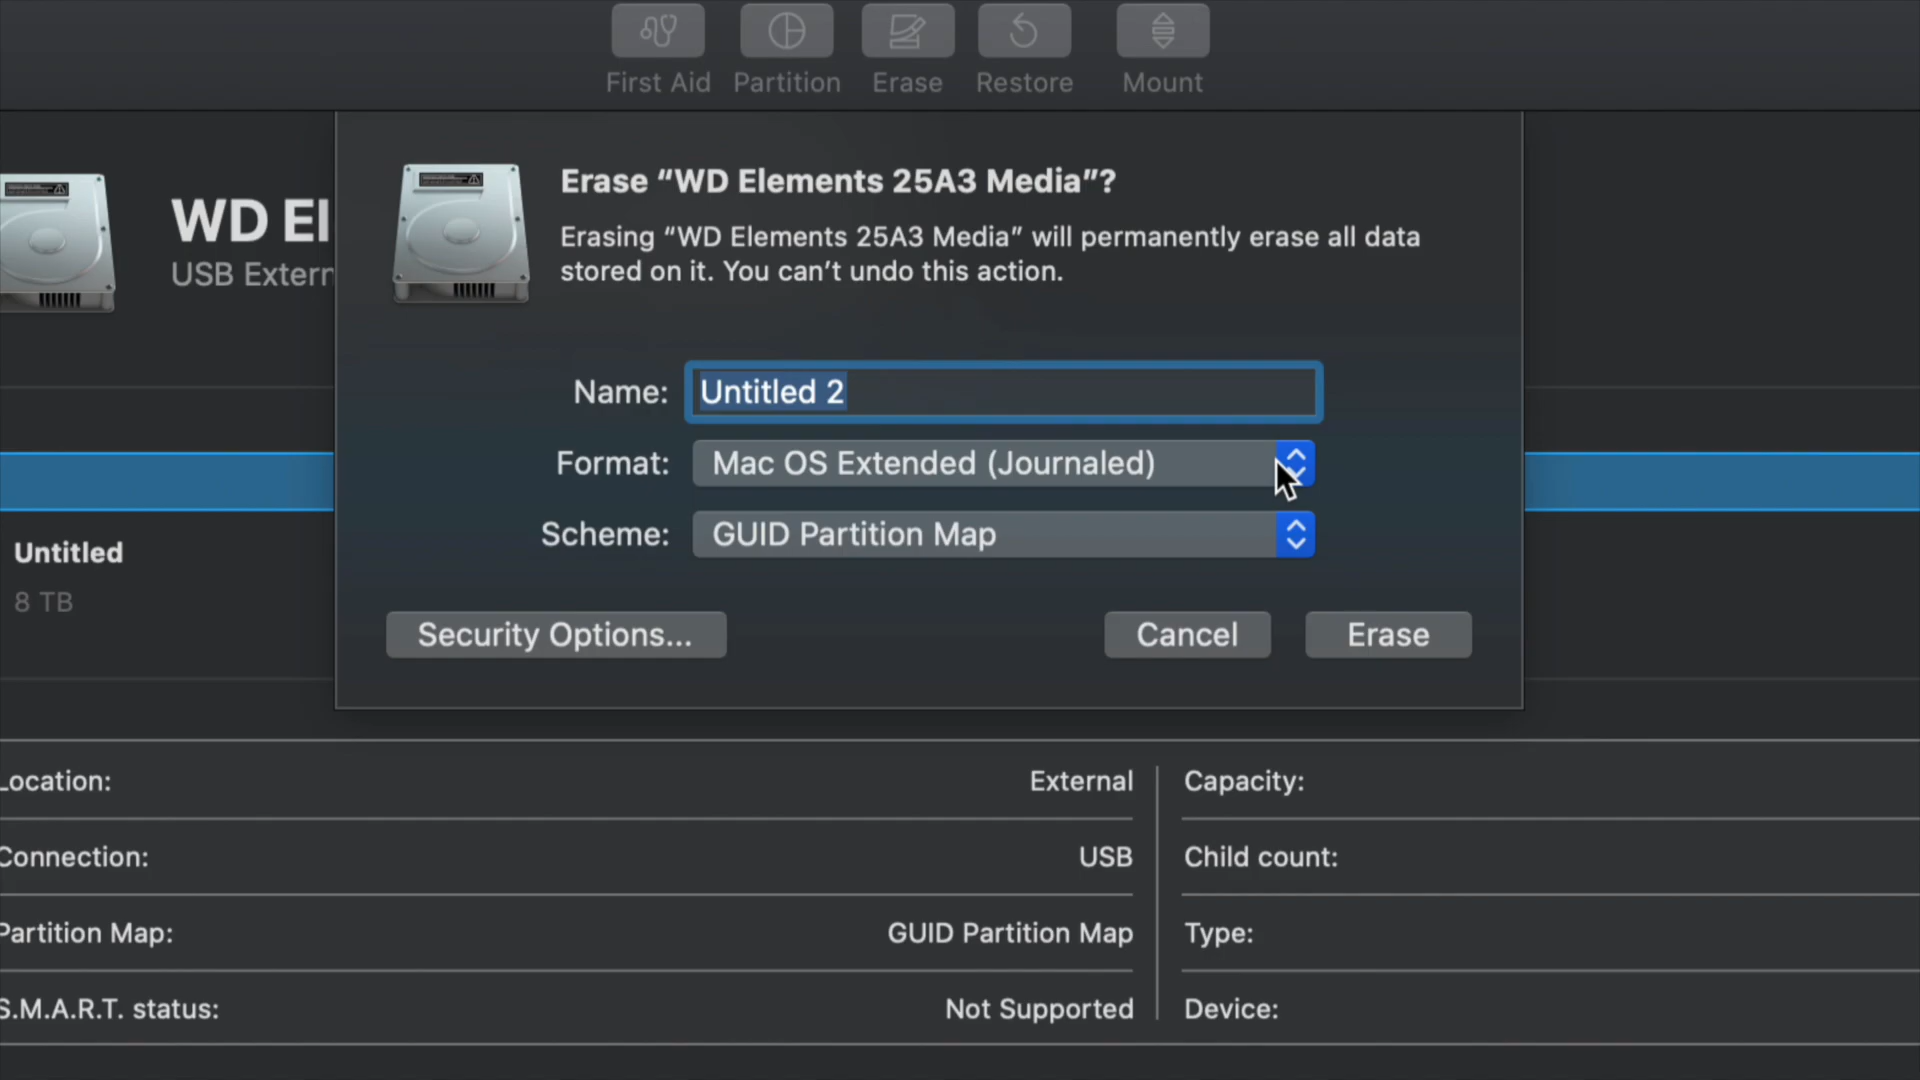 First Aid Partition Erase Restore Mount
WD El
USB Extern
Erase “WD Elements 25A3 Media”?
Erasing “WD Elements 25A3 Media” will permanently erase all data
stored on it. You can’t undo this action.
Name: Untitled 2
Format: Mac OS Extended (Journaled)
Scheme: GUID Partition Map
Security Options... Cancel Erase
Untitled
8 TB
Location: External Capacity:
Connection: USB Child count:
Partition Map: GUID Partition Map Type:
S.M.A.R.T. status: Not Supported Device: